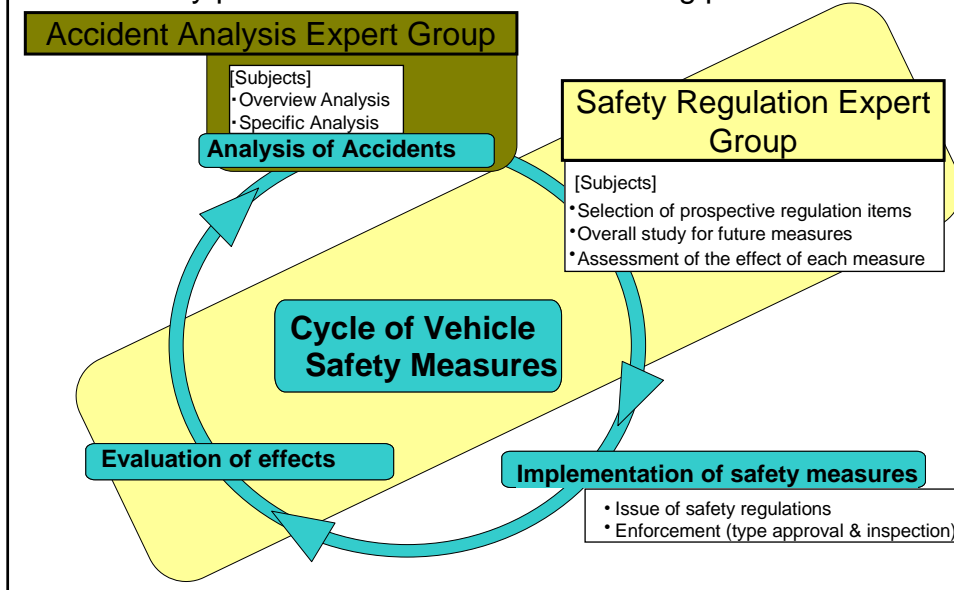 Accident Analysis Expert Group
[Subjects]
・Overview Analysis
・Specific Analysis
Analysis of Accidents
Safety Regulation Expert
Group
[Subjects]
•Selection of prospective regulation items
•Overall study for future measures
•Assessment of the effect of each measure
Cycle of Vehicle
Safety Measures
Evaluation of effects
Implementation of safety measures
• Issue of safety regulations
• Enforcement (type approval & inspection)